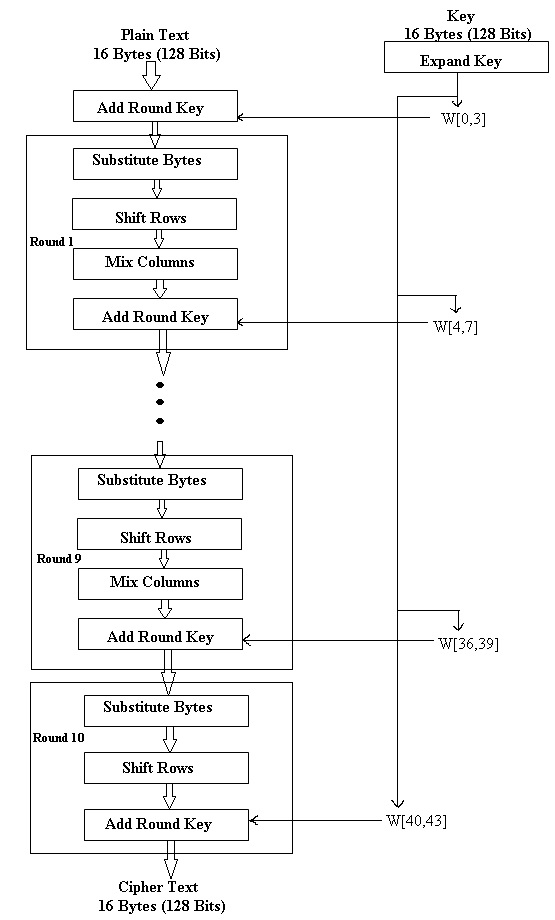 Plain Text
16 Bytes (128 Bits)
Key
16 Bytes (128 Bits)
Expand Key
Add Round Key
W[0,3]
Round 1
Substitute Bytes
Shift Rows
Mix Columns
Add Round Key
W[4,7]
Round 9
Substitute Bytes
Shift Rows
Mix Columns
Add Round Key
W[36,39]
Round 10
Substitute Bytes
Shift Rows
Add Round Key
W[40,43]
Cipher Text
16 Bytes (128 Bits)